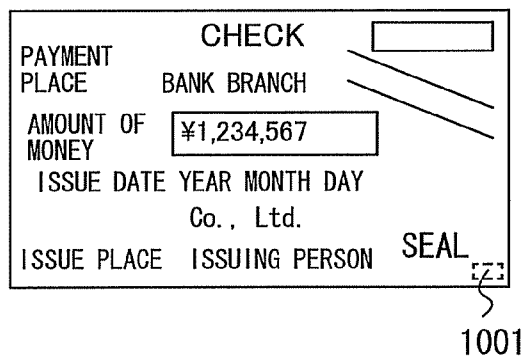 CHECK
PAYMENT
PLACE BANK BRANCH
AMOUNT OF
MONEY
¥1,234,567
ISSUE DATE YEAR MONTH DAY
Co., Ltd.
ISSUE PLACE ISSUING PERSON SEAL
1001